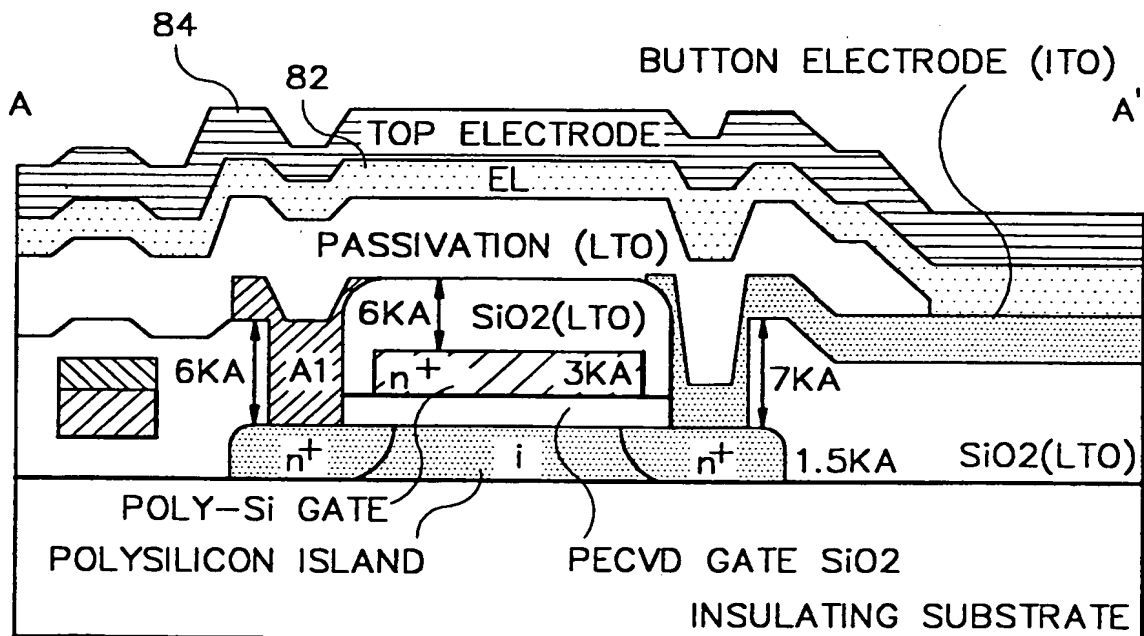 84
82
BUTTON ELECTRODE (ITO)
A
A'
TOP ELECTRODE
EL
PASSIVATION (LTO)
6KA
SiO2(LTO)
6KA
A1
n+
3KA
7KA
n+
i
n+
1.5KA
SiO2(LTO)
POLY-Si GATE
POLYSILICON ISLAND
PECVD GATE SiO2
INSULATING SUBSTRATE